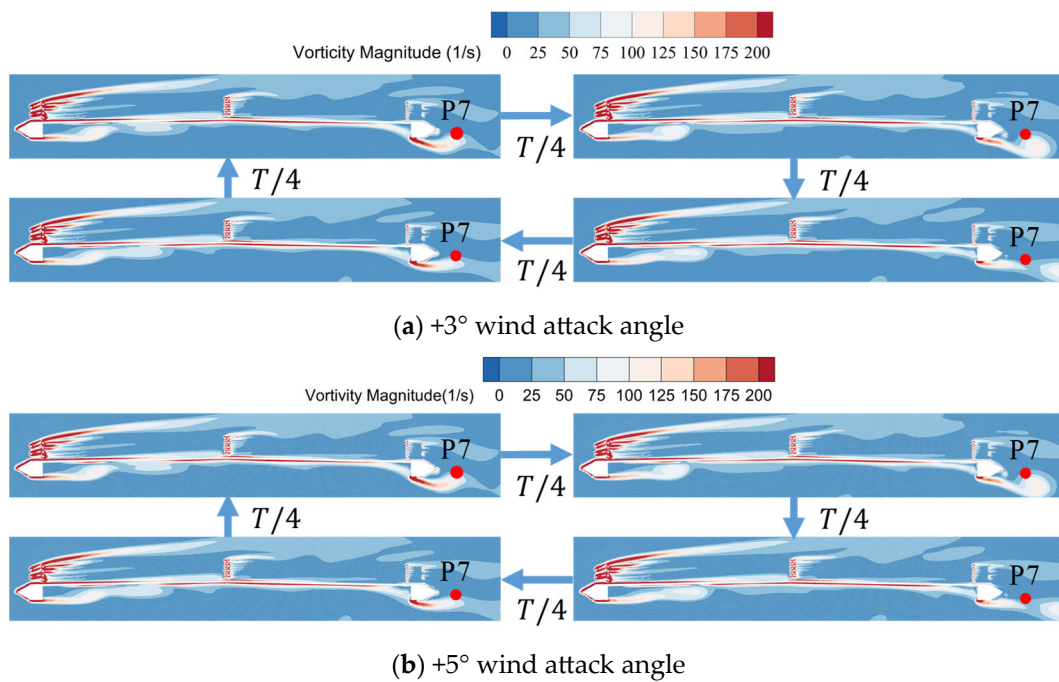 Vorticity Magnitude (1/s) 0 25 50 75 100 125 150 175 200
P7 P7
T/4
T/4 T/4
P7 P7
T/4
(a) +3° wind attack angle
Vortivity Magnitude(1/s) 0 25 50 75 100 125 150 175 200
P7 P7
T/4
T/4 T/4
P7 P7
T/4
(b) +5° wind attack angle